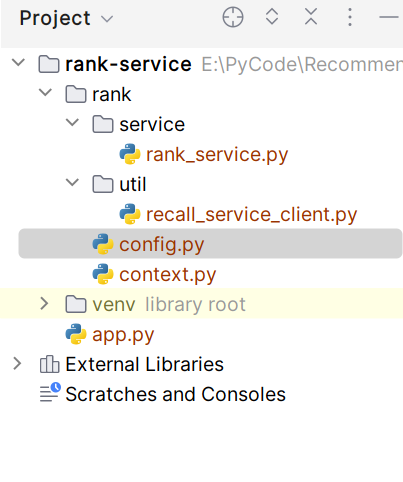 Project
rank-service E:\PyCode\Recommen
rank
service
rank_service.py
util
recall_service_client.py
config.py
context.py
venv library root
app.py
External Libraries
Scratches and Consoles